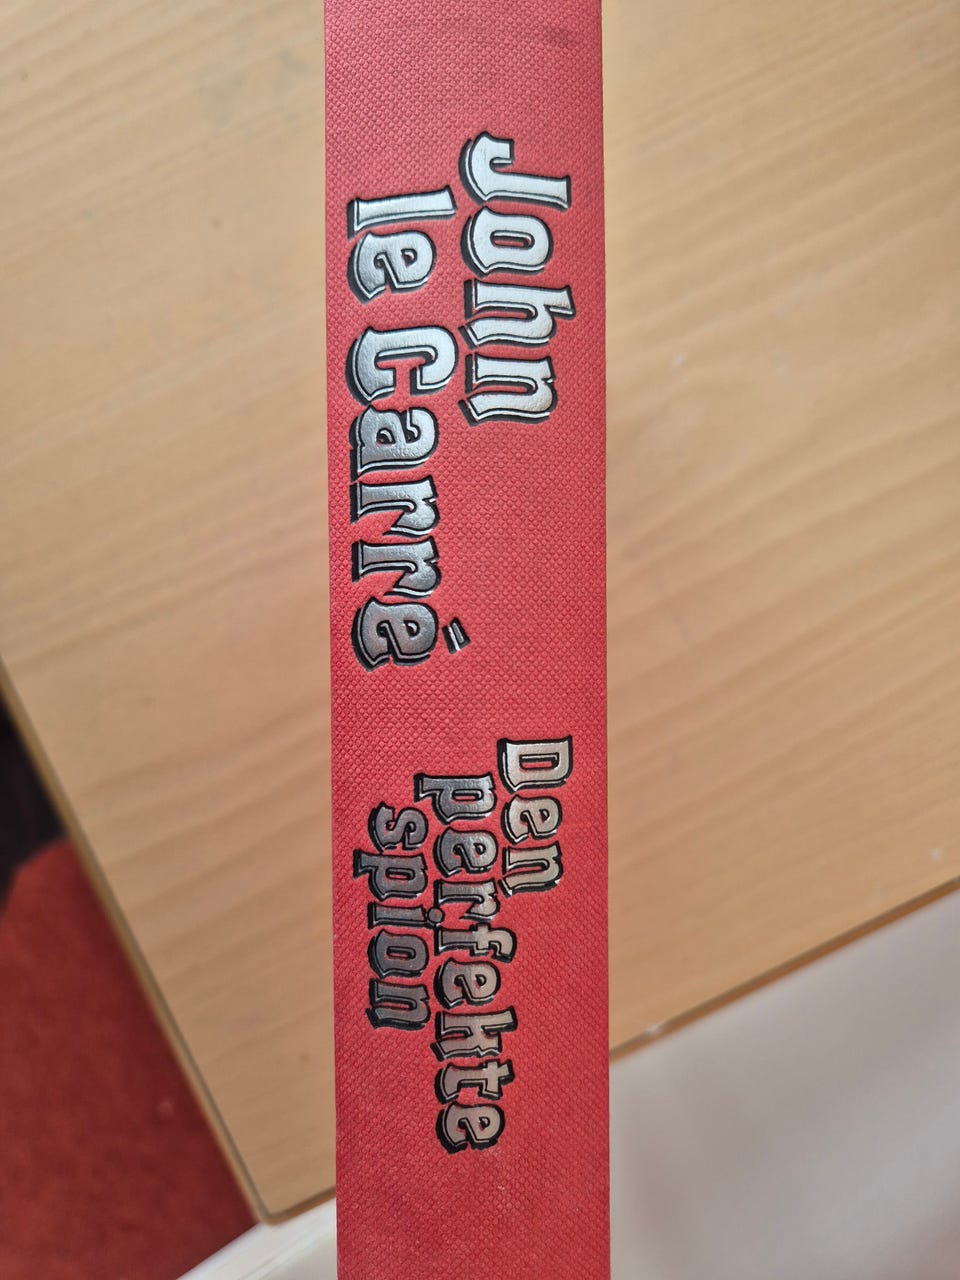 John
le Carré
Den
perfekte
spion